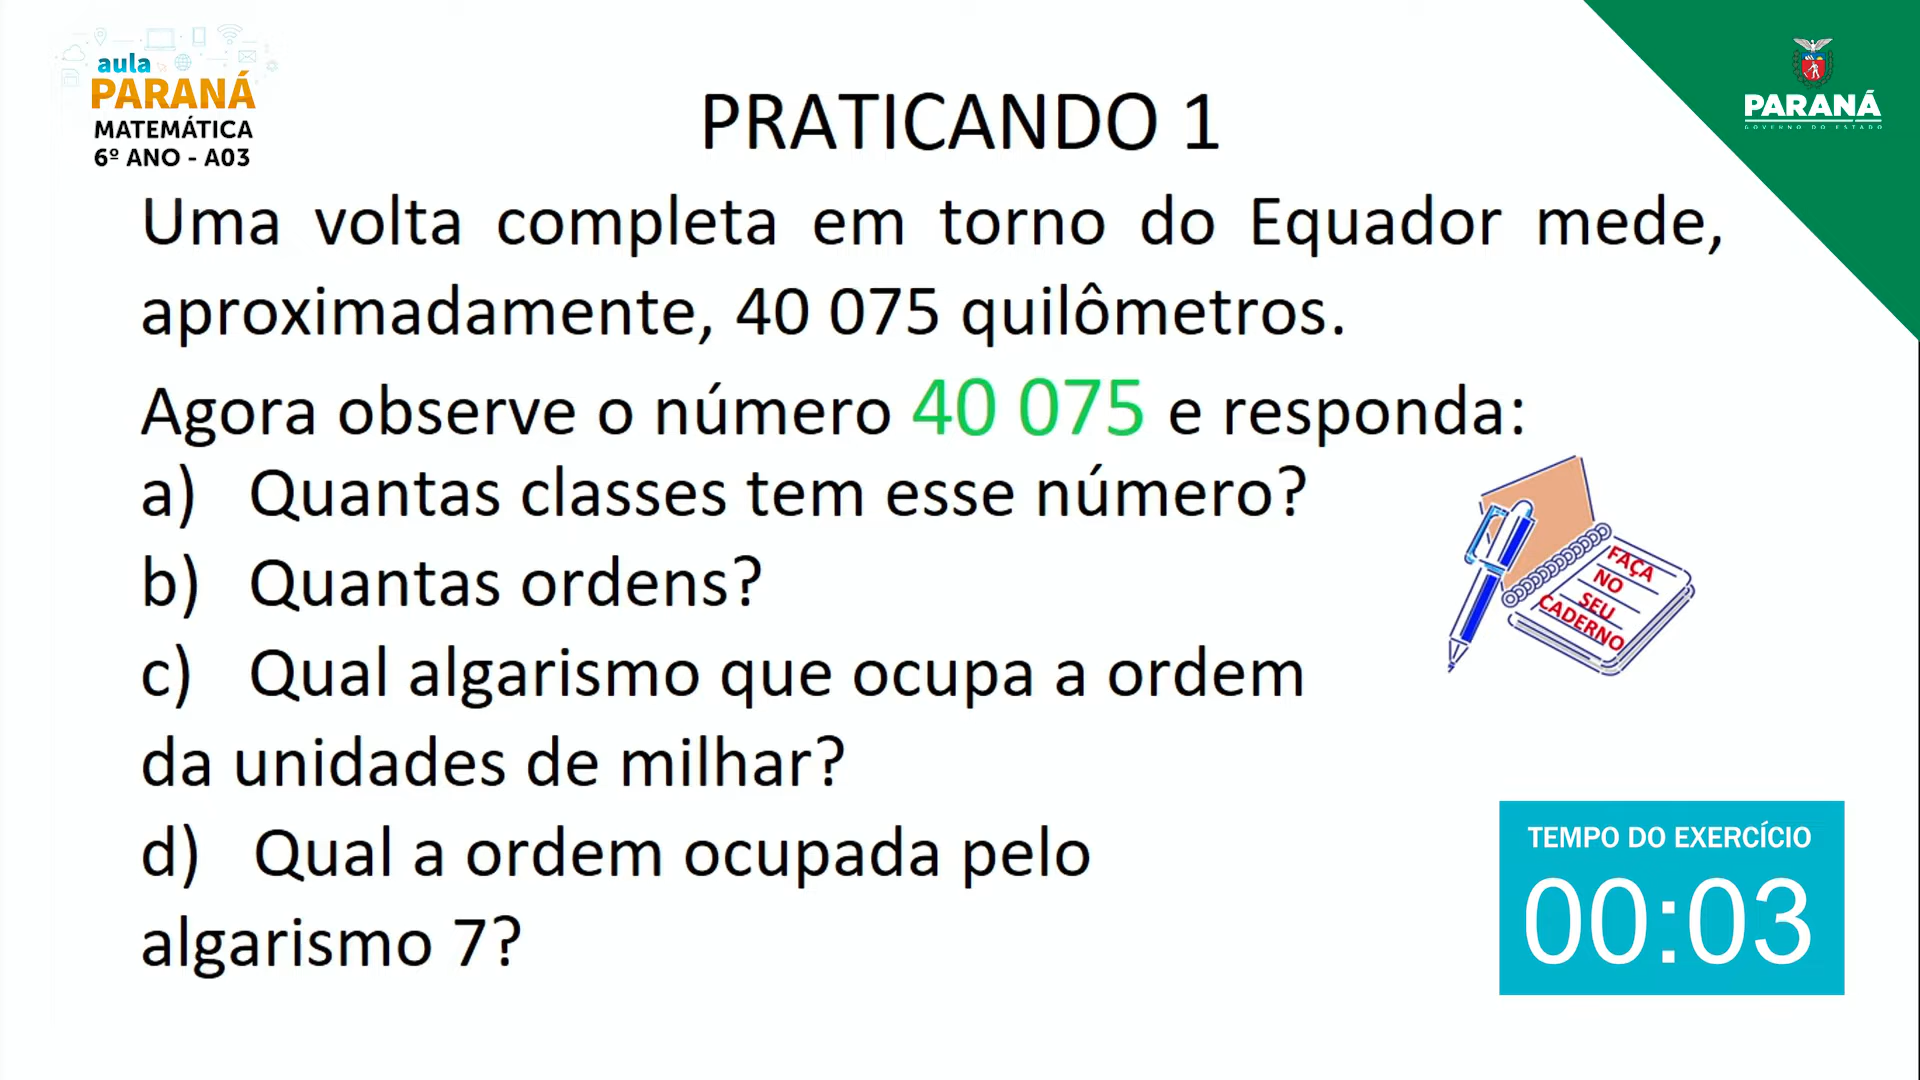 aula
PARANÁ
MATEMÁTICA
6º ANO - A03
PARANÁ
GOVERNO DO ESTADO
PRATICANDO 1
Uma volta completa em torno do Equador mede,
aproximadamente, 40 075 quilômetros.
Agora observe o número 40 075 e responda:
a) Quantas classes tem esse número?
b) Quantas ordens?
c) Qual algarismo que ocupa a ordem
da unidades de milhar?
d) Qual a ordem ocupada pelo
algarismo 7?
FAÇA
NO
SEU
CADERNO
TEMPO DO EXERCÍCIO
00:03